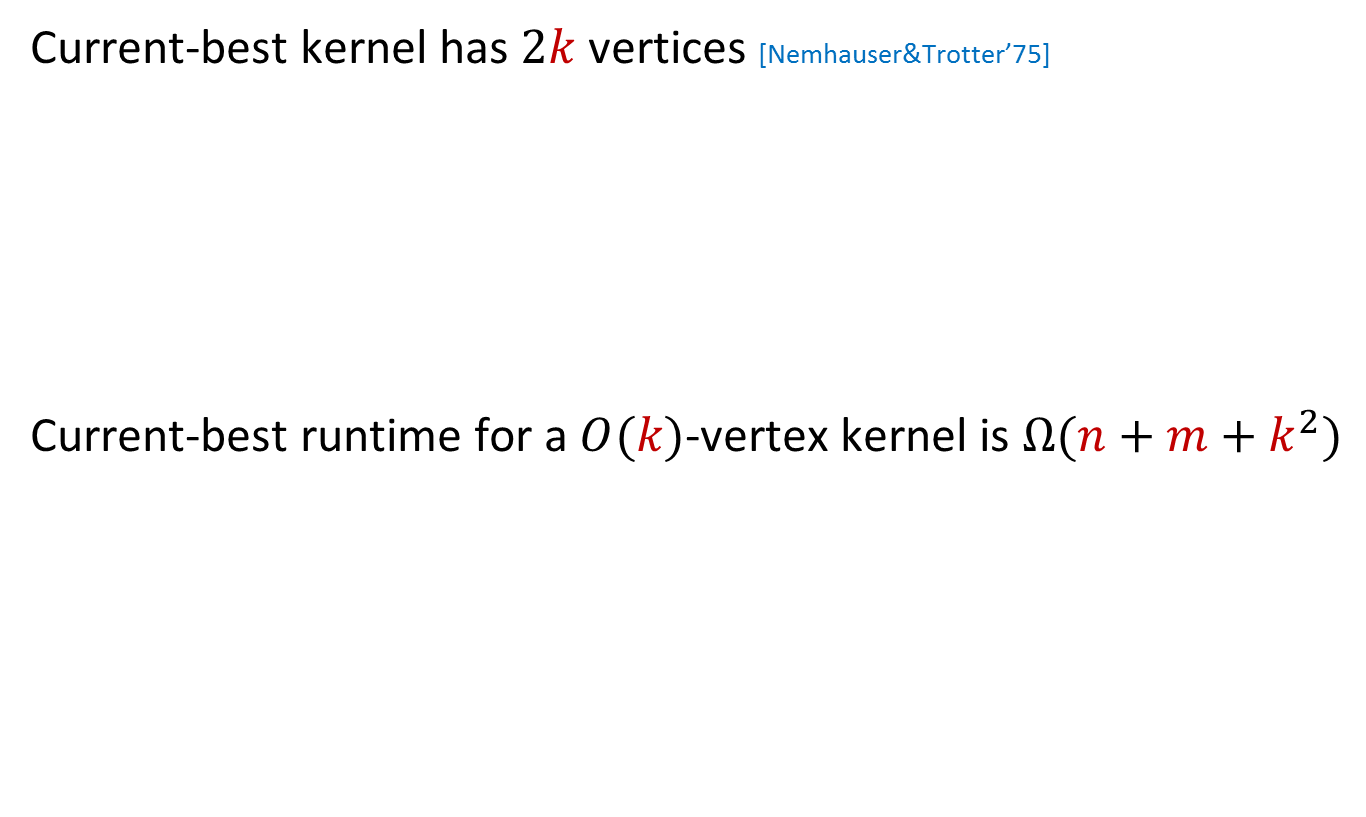 Current-best kernel has 2k vertices [Nemhauser&Trotter’75]
Current-best runtime for a O(k)-vertex kernel is Ω(n + m + k²)